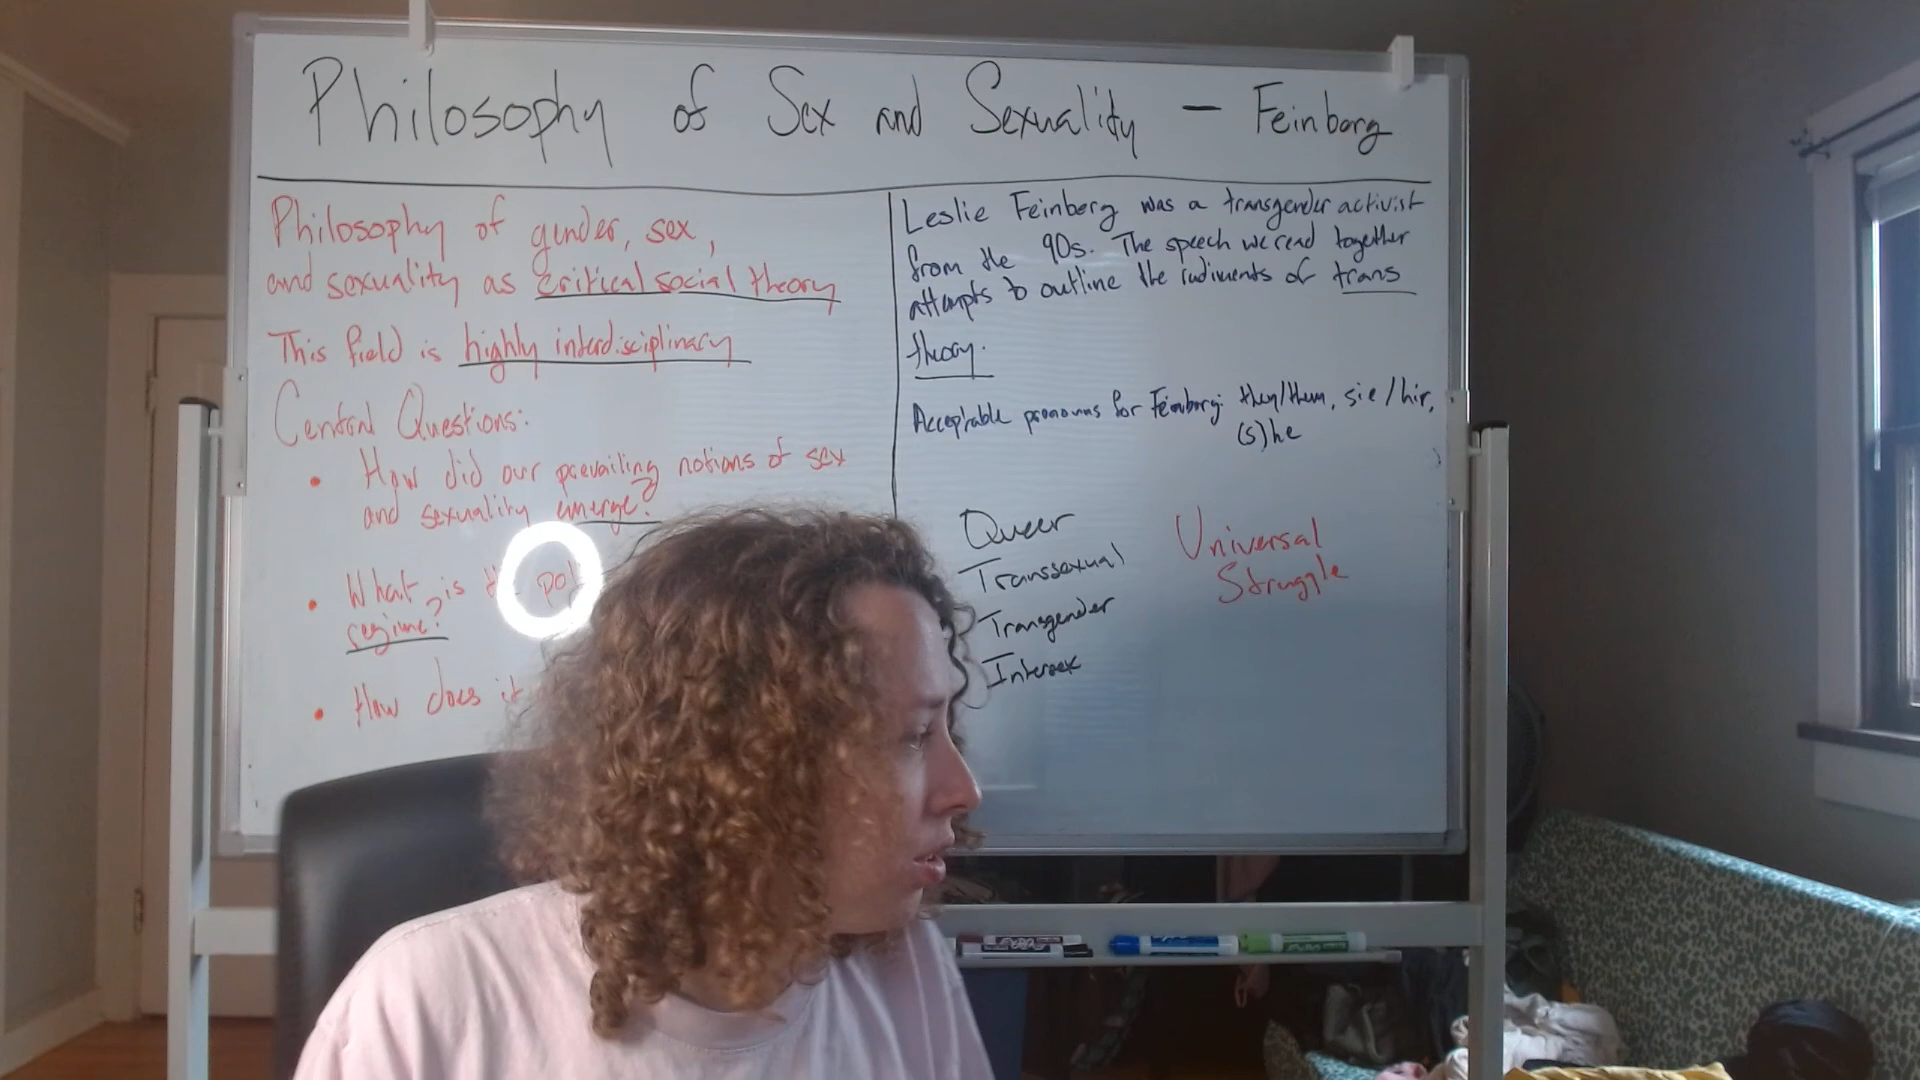 Philosophy of Sex and Sexuality - Feinberg
Philosophy of gender, sex,
and sexuality as critical social theory
This field is highly interdisciplinary
Central Questions:
• How did our prevailing notions of sex
and sexuality emerge?
• What is
regime?
• How does it
Leslie Feinberg was a transgender activist
from the 90s. The speech we read together
attempts to outline the rudiments of trans
theory.
Acceptable pronouns for Feinberg: they/them, sie/hir,
(s)he
Queer
Transsexual
Transgender
Intersex
Universal
Struggle